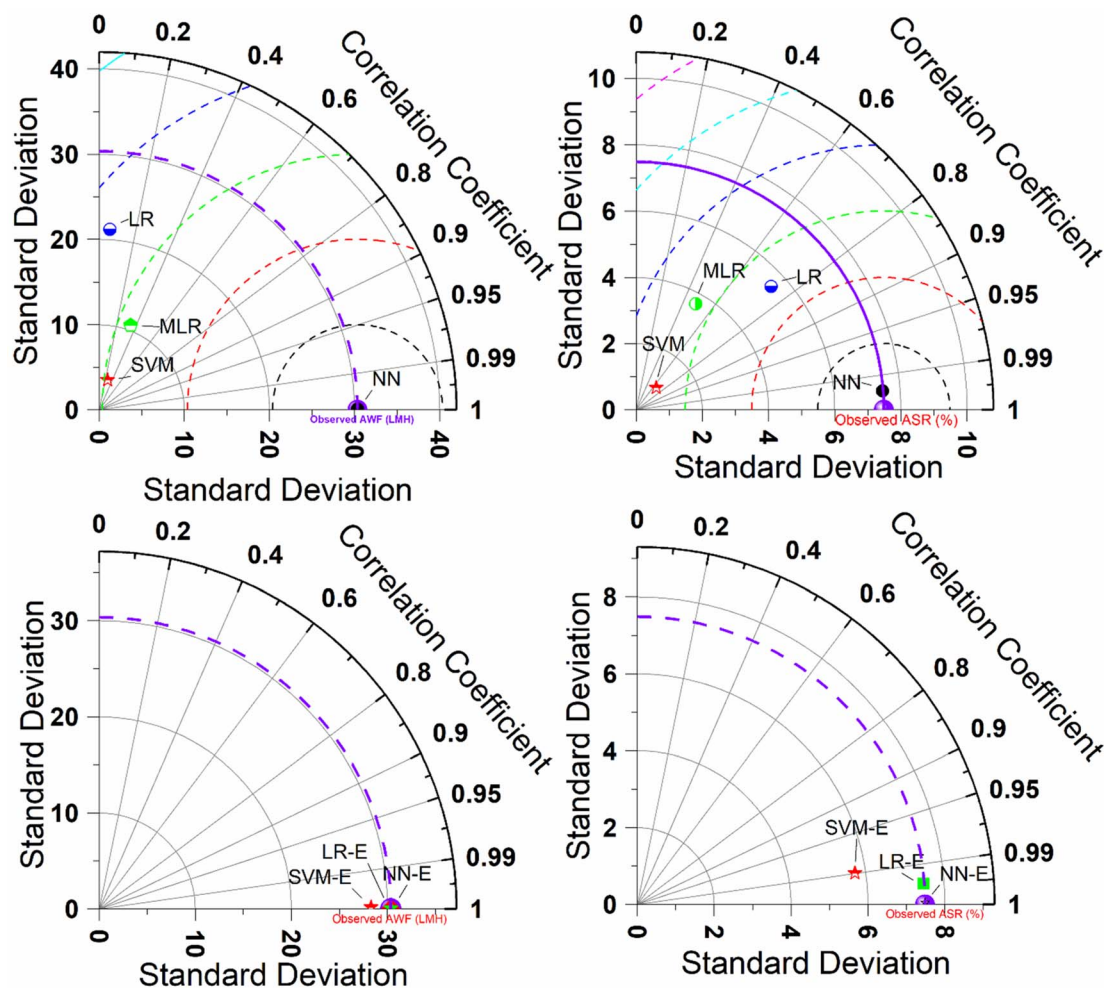 0
0.2
0.4
0.6
0.8
0.9
0.95
0.99
1
Correlation Coefficient
Standard Deviation
40
30
20
10
0
LR
MLR
SVM
NN
Observed AWF (LMH)
0
10
20
30
40
Standard Deviation
0
0.2
0.4
0.6
0.8
0.9
0.95
0.99
1
Correlation Coefficient
Standard Deviation
10
8
6
4
2
0
MLR
LR
SVM
NN
Observed ASR (%)
0
2
4
6
8
10
Standard Deviation
0
0.2
0.4
0.6
0.8
0.9
0.95
0.99
1
Correlation Coefficient
Standard Deviation
30
20
10
0
LR-E
SVM-E
NN-E
Observed AWF (LMH)
0
10
20
30
Standard Deviation
0
0.2
0.4
0.6
0.8
0.9
0.95
0.99
1
Correlation Coefficient
Standard Deviation
8
6
4
2
0
SVM-E
LR-E
NN-E
Observed ASR (%)
0
2
4
6
8
Standard Deviation